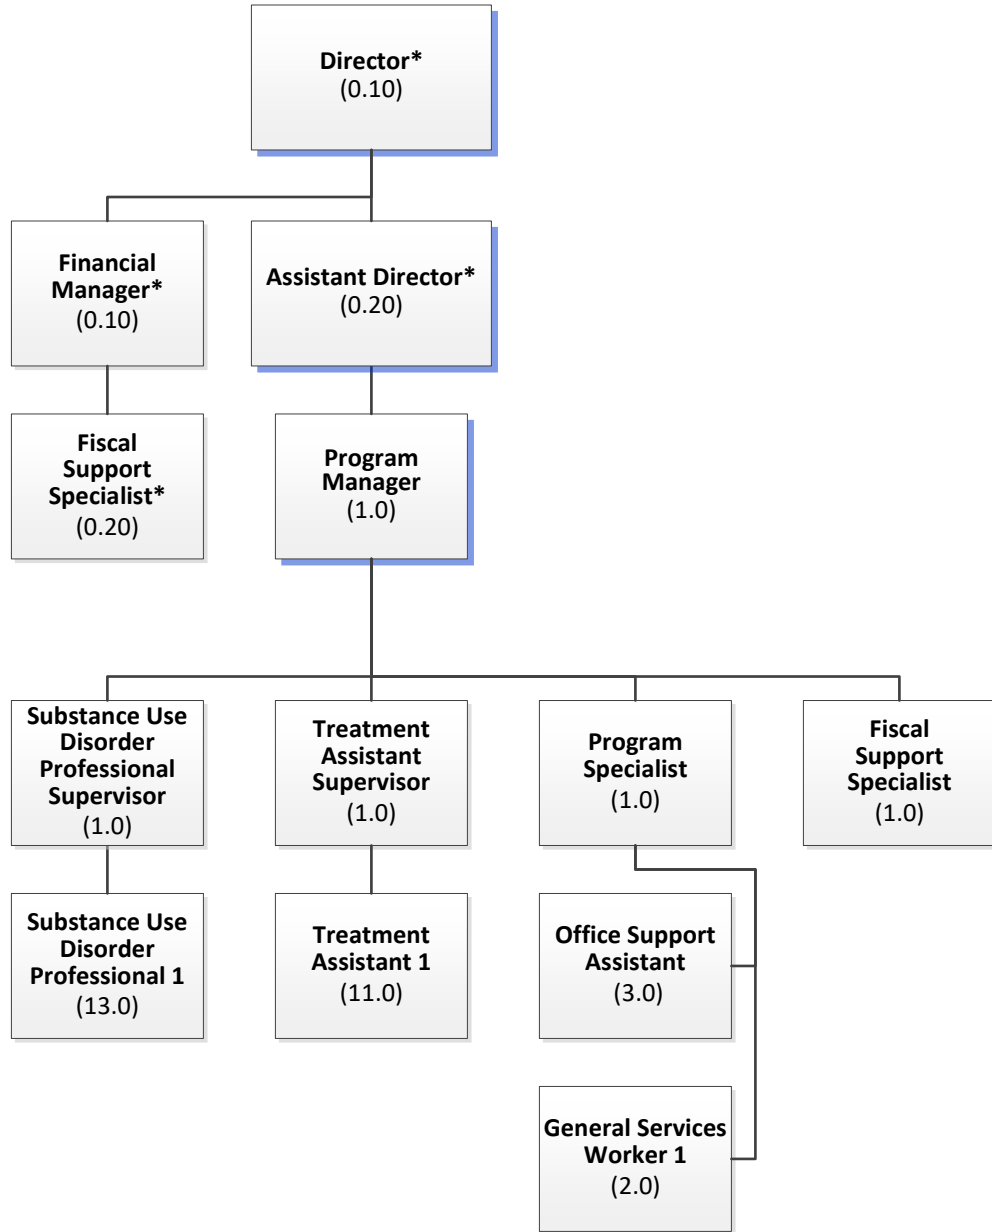 Director*
(0.10)
Financial
Manager*
(0.10)
Assistant Director*
(0.20)
Fiscal
Support
Specialist*
(0.20)
Program
Manager
(1.0)
Substance Use
Disorder
Professional
Supervisor
(1.0)
Treatment
Assistant
Supervisor
(1.0)
Program
Specialist
(1.0)
Fiscal
Support
Specialist
(1.0)
Substance Use
Disorder
Professional 1
(13.0)
Treatment
Assistant 1
(11.0)
Office Support
Assistant
(3.0)
General Services
Worker 1
(2.0)